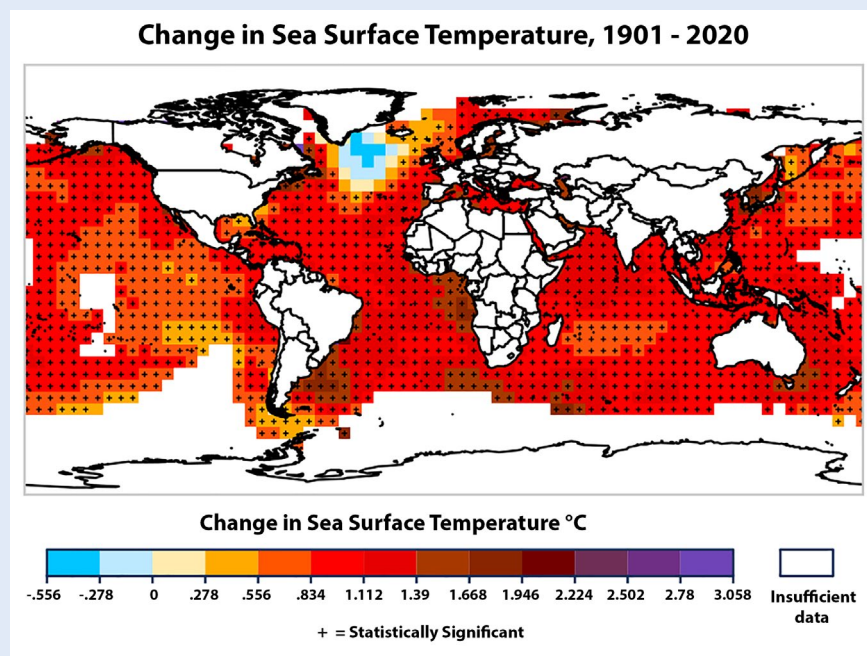 Change in Sea Surface Temperature, 1901 - 2020
Change in Sea Surface Temperature °C
-.556 -.278 0 .278 .556 .834 1.112 1.39 1.668 1.946 2.224 2.502 2.78 3.058
Insufficient
data
+ = Statistically Significant